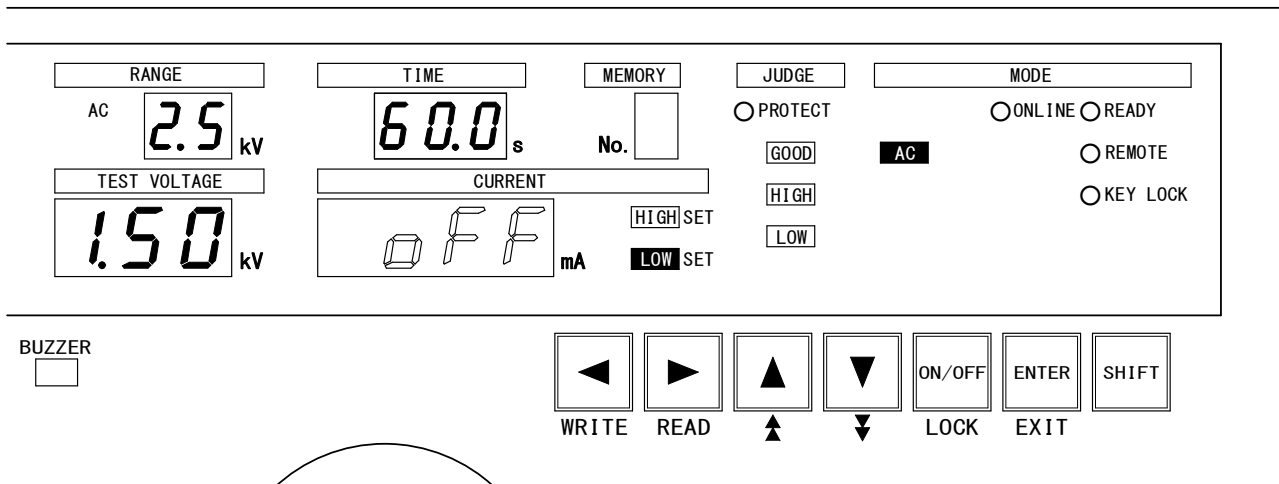 RANGE TIME MEMORY JUDGE MODE
AC 2.5 kV 60.0 s No. PROTECT ONLINE READY
GOOD AC REMOTE
TEST VOLTAGE CURRENT
HIGH KEY LOCK
1.50 kV oFF mA HIGH SET
LOW
LOW SET
BUZZER
ON/OFF ENTER SHIFT
WRITE READ LOCK EXIT